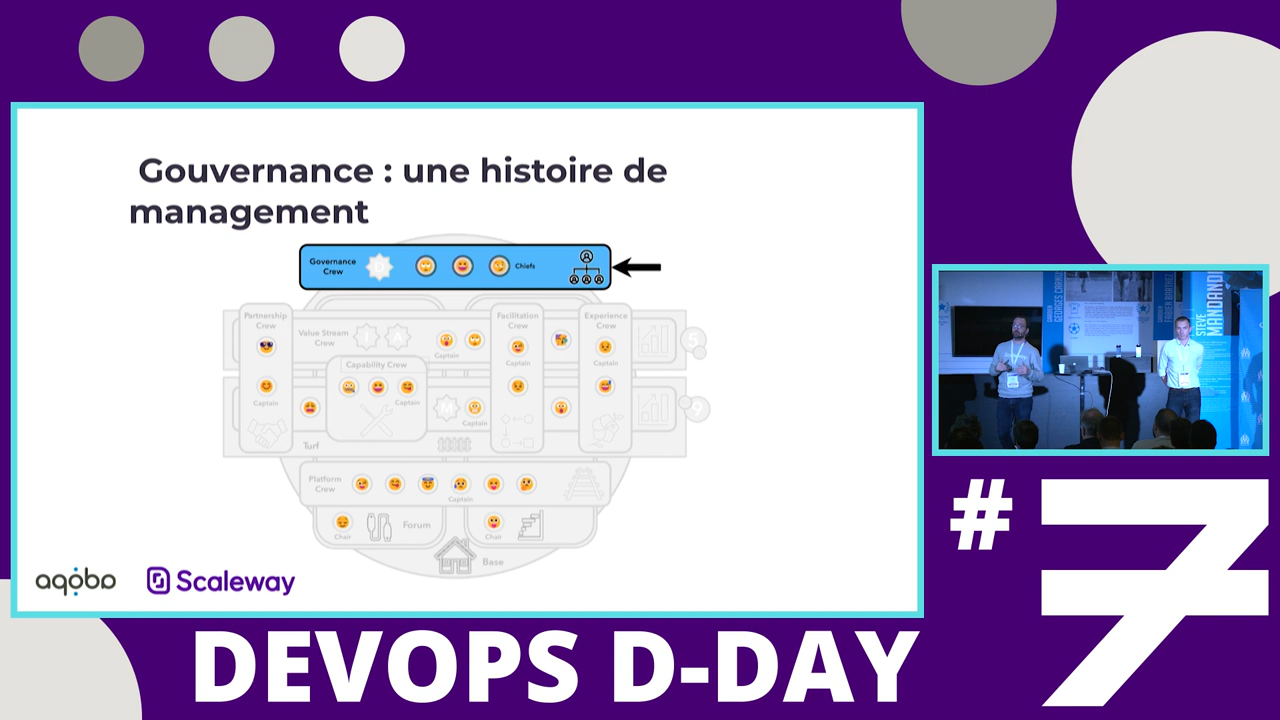 Gouvernance : une histoire de
management
Governance
Crew
Chiefs
Partnership
Crew
Captain
Value Stream
Crew
Captain
Capability Crew
Captain
Captain
Facilitation
Crew
Captain
Experience
Crew
Captain
Turf
Platform
Crew
Captain
Forum
Chair
Chair
Base
aqoba
Scaleway
STEVE
MANDANDA
#7
DEVOPS D-DAY